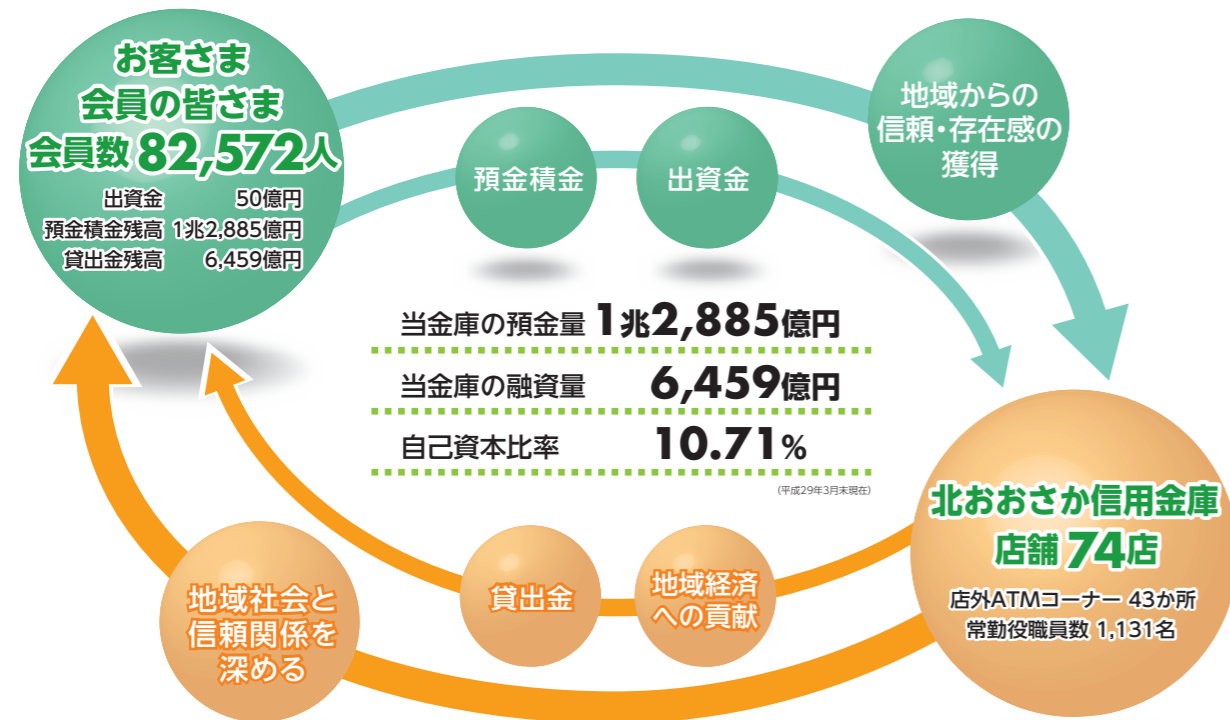 お客さま
会員の皆さま
会員数 82,572人
出資金 50億円
預金積金残高 1兆2,885億円
貸出金残高 6,459億円
預金積金
出資金
地域からの
信頼・存在感の
獲得
当金庫の預金量 1兆2,885億円
当金庫の融資量 6,459億円
自己資本比率 10.71%
(平成29年3月末現在)
北おおさか信用金庫
店舗 74店
店外ATMコーナー 43か所
常勤役職員数 1,131名
地域社会と
信頼関係を
深める
貸出金
地域経済
への貢献